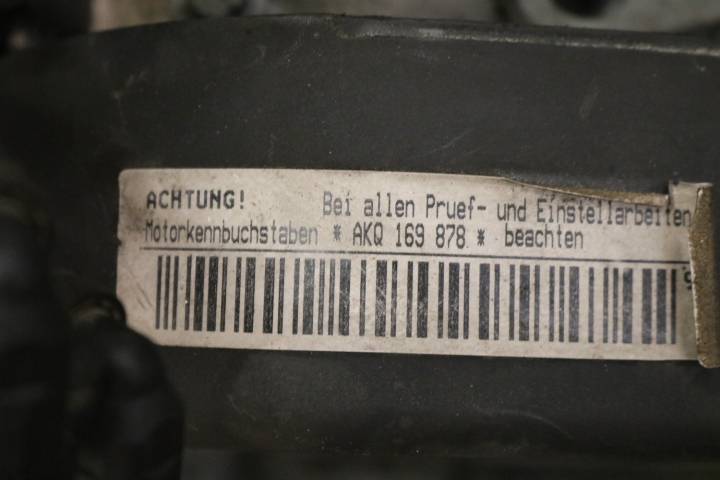 ACHTUNG! Bei allen Pruef- und Einstellarbeiten
Motorkennbuchstaben * AKQ 169 878 * beachten